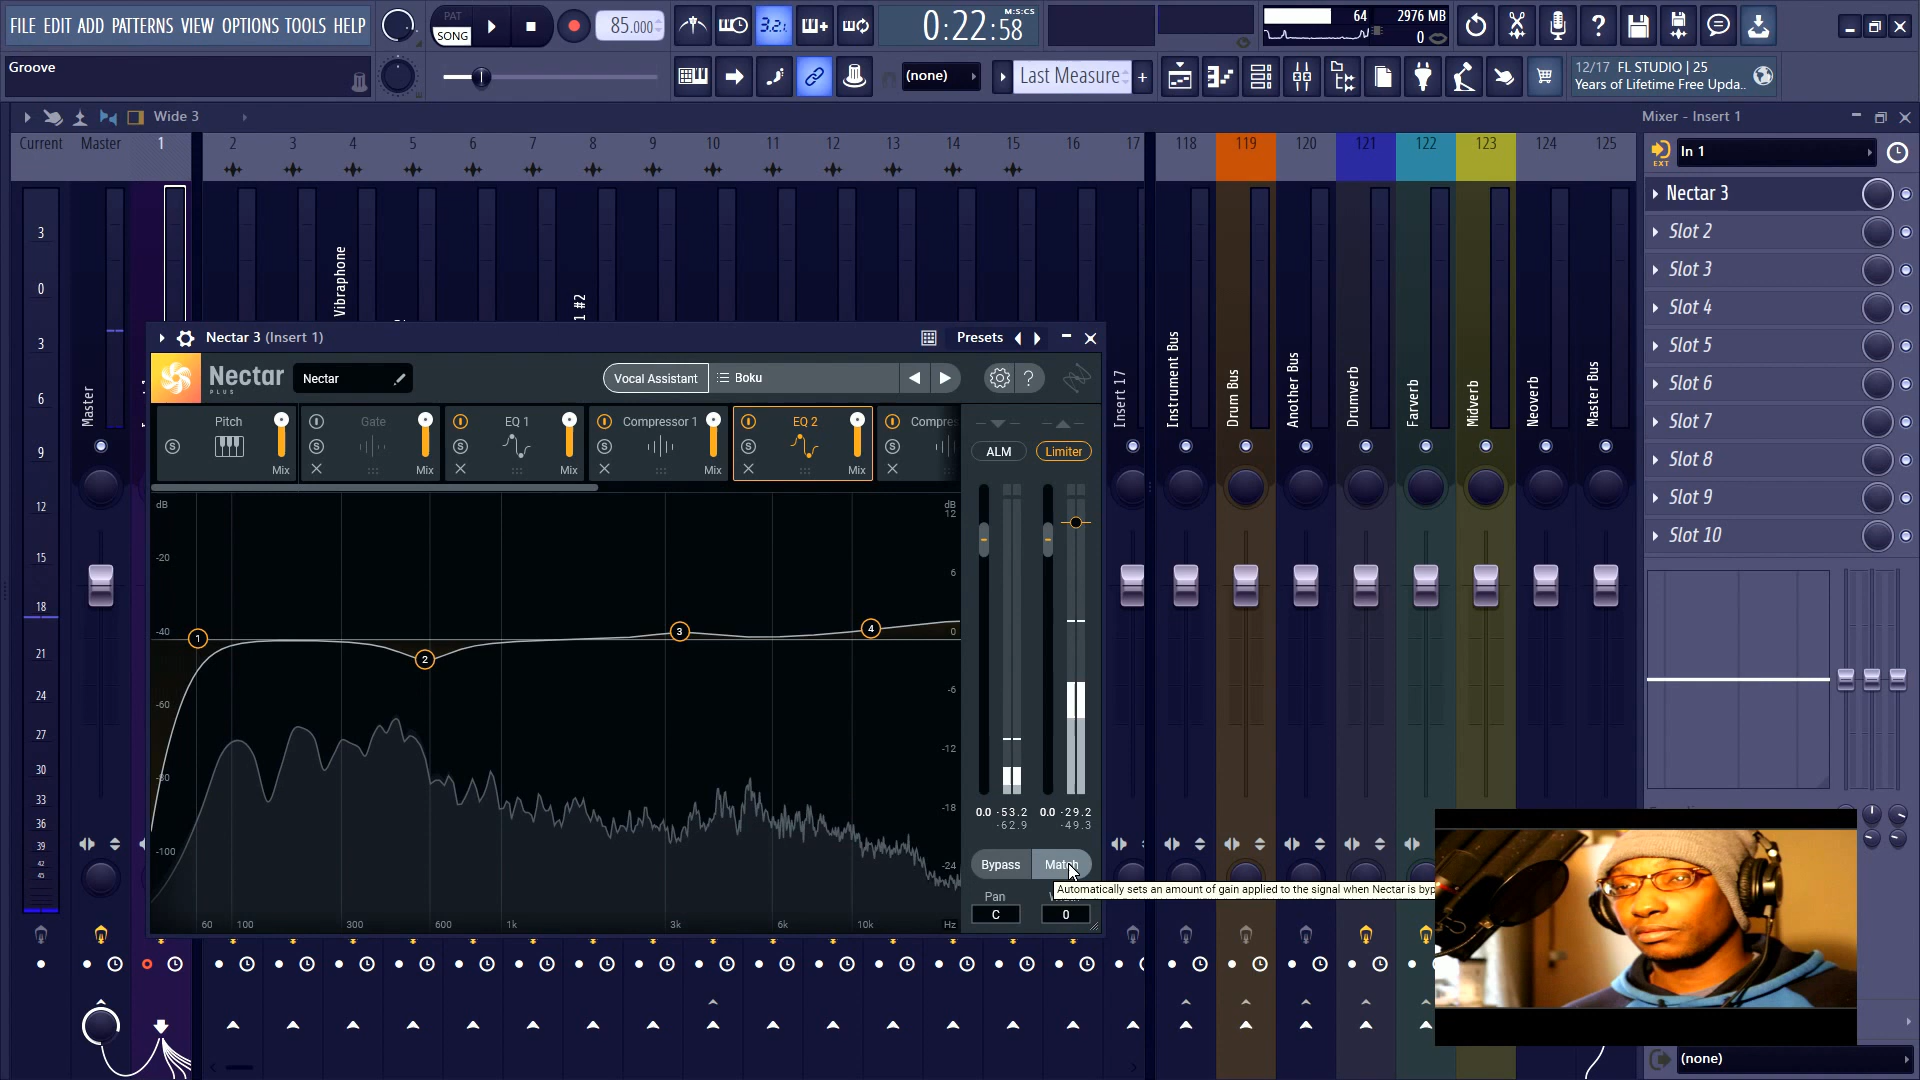 FILE EDIT ADD PATTERNS VIEW OPTIONS TOOLS HELP
PAT
SONG
85.000
3.2.
M:S:CS
0:22:58
64
2976 MB
0
Groove
(none)
Last Measure
12/17 FL STUDIO | 25
Years of Lifetime Free Upda..
Wide 3
Mixer - Insert 1
Current Master 1 2 3 4 5 6 7 8 9 10 11 12 13 14 15 16 17 118 119 120 121 122 123 124 125
EXT
In 1
Nectar 3
Slot 2
Slot 3
Slot 4
Slot 5
Slot 6
Slot 7
Slot 8
Slot 9
Slot 10
3
0
3
6
9
12
15
18
21
24
27
30
33
36
39
42
45
Master
Vibraphone
1 #2
Insert 17
Instrument Bus
Drum Bus
Another Bus
Drumverb
Farverb
Midverb
Neoverb
Master Bus
Nectar 3 (Insert 1)
Presets
Nectar
PLUS
Nectar
Vocal Assistant
Boku
?
Pitch
S
Mix
Gate
S
Mix
EQ 1
S
Mix
Compressor 1
S
Mix
EQ 2
S
Mix
Compres
S
ALM
Limiter
dB
-20
-40
-60
-80
-100
dB
12
6
0
-6
-12
-18
-24
1
2
3
4
60 100 300 600 1k 3k 6k 10k Hz
0.0 -53.2
-62.9
0.0 -29.2
-49.3
Bypass
Match
Automatically sets an amount of gain applied to the signal when Nectar is byp
Pan
C
0
(none)